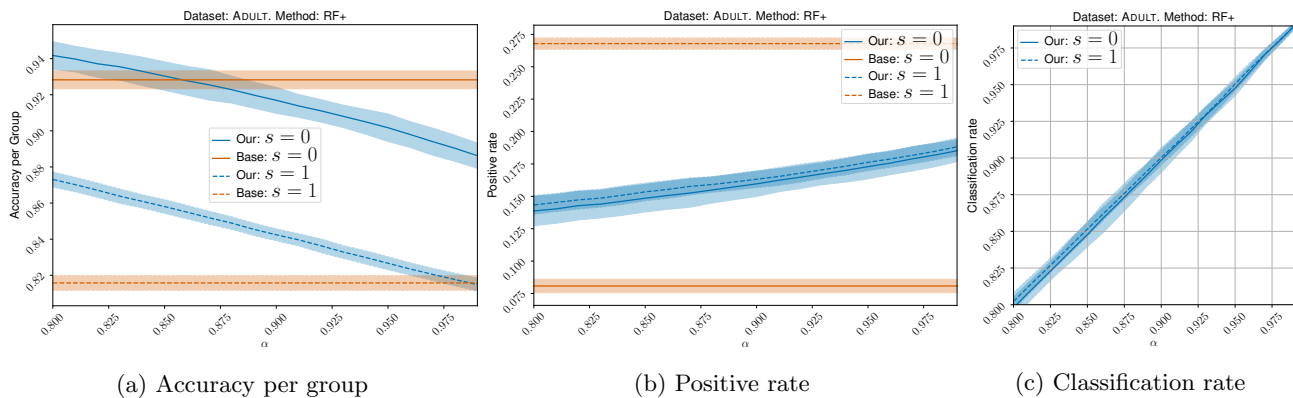 Dataset: ADULT. Method: RF+
Accuracy per Group
0.94
0.92
0.90
0.88
0.86
0.84
0.82
Our: s = 0
Base: s = 0
Our: s = 1
Base: s = 1
0.800
0.825
0.850
0.875
0.900
0.925
0.950
0.975
α
(a) Accuracy per group
Dataset: ADULT. Method: RF+
Positive rate
0.275
0.250
0.225
0.200
0.175
0.150
0.125
0.100
0.075
Our: s = 0
Base: s = 0
Our: s = 1
Base: s = 1
0.800
0.825
0.850
0.875
0.900
0.925
0.950
0.975
α
(b) Positive rate
Dataset: ADULT. Method: RF+
Classification rate
0.975
0.950
0.925
0.900
0.875
0.850
0.825
0.800
Our: s = 0
Our: s = 1
0.800
0.825
0.850
0.875
0.900
0.925
0.950
0.975
α
(c) Classification rate